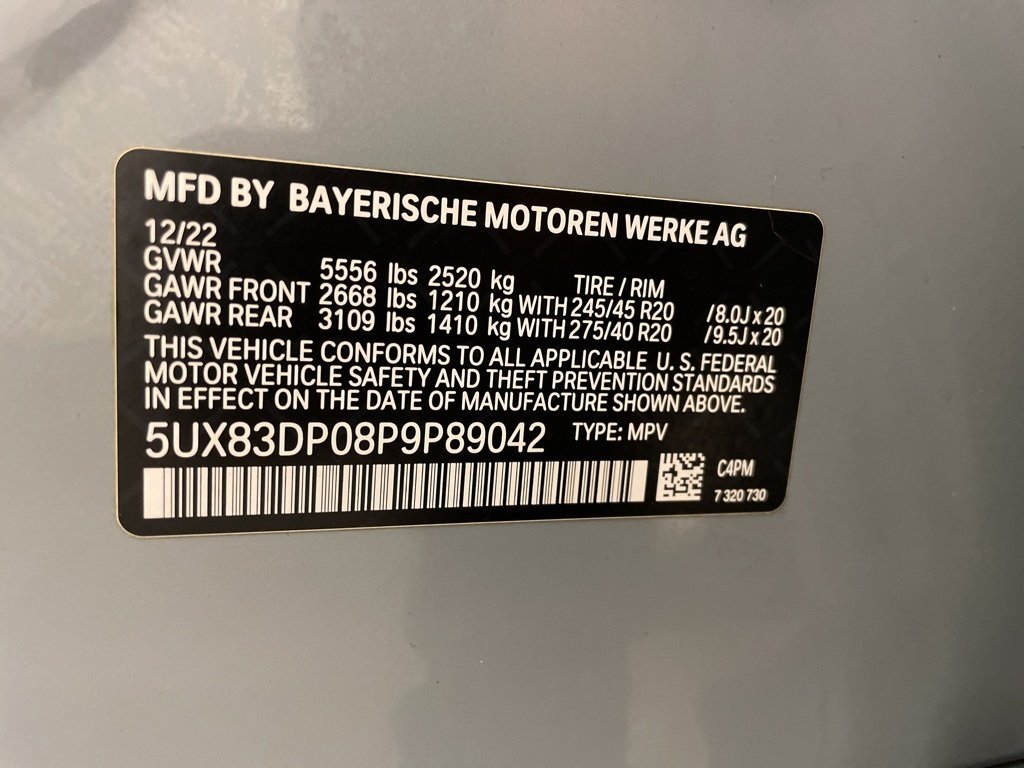 MFD BY BAYERISCHE MOTOREN WERKE AG
12/22
GVWR 5556 lbs 2520 kg TIRE / RIM
GAWR FRONT 2668 lbs 1210 kg WITH 245/45 R20 /8.0J x 20
GAWR REAR 3109 lbs 1410 kg WITH 275/40 R20 /9.5J x 20
THIS VEHICLE CONFORMS TO ALL APPLICABLE U. S. FEDERAL
MOTOR VEHICLE SAFETY AND THEFT PREVENTION STANDARDS
IN EFFECT ON THE DATE OF MANUFACTURE SHOWN ABOVE.
5UX83DP08P9P89042 TYPE: MPV
C4PM
7 320 730